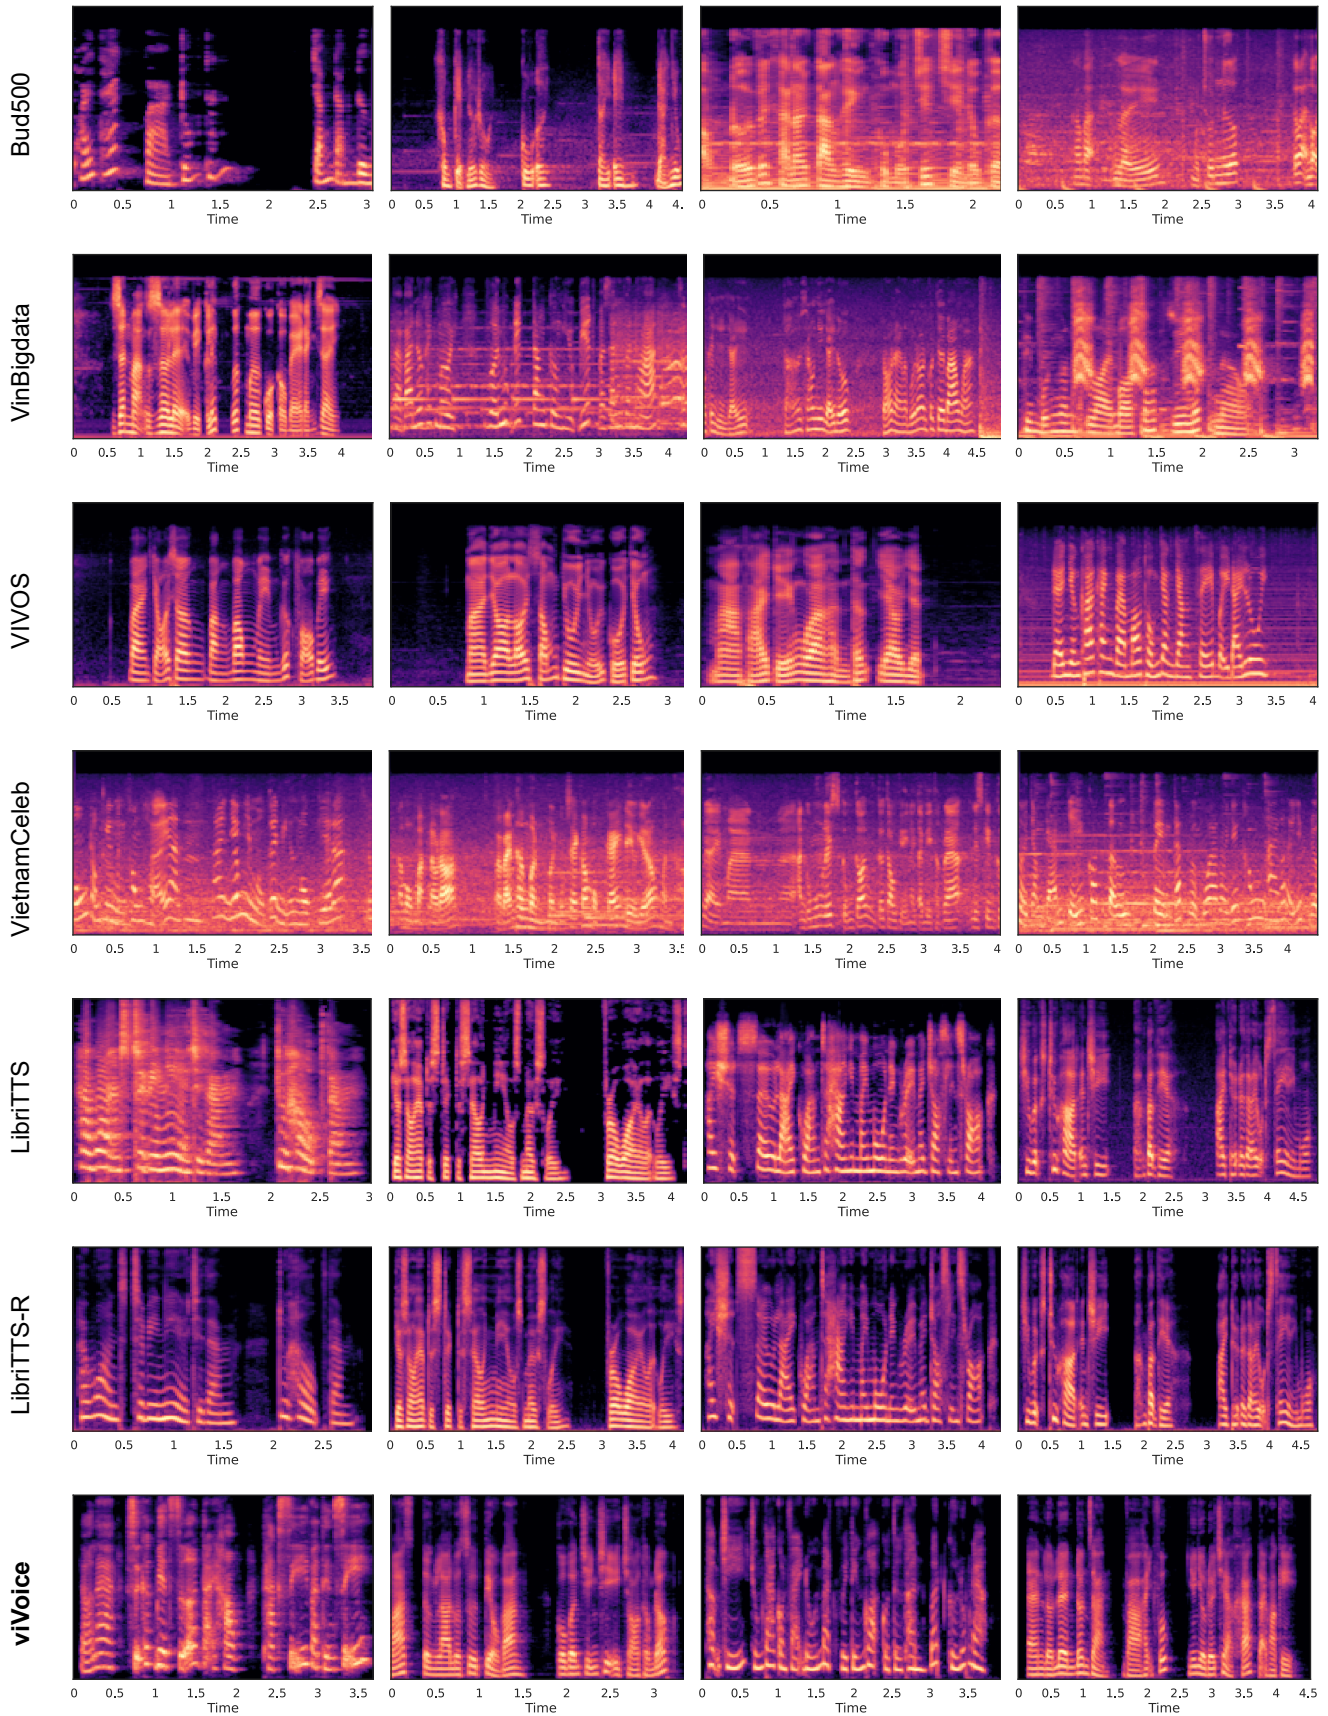 Bud500
0 0.5 1 1.5 2 2.5 3
Time
0 0.5 1 1.5 2 2.5 3 3.5 4 4.
Time
0 0.5 1 1.5 2
Time
0 0.5 1 1.5 2 2.5 3 3.5 4
Time
VinBigdata
0 0.5 1 1.5 2 2.5 3 3.5 4
Time
0 0.5 1 1.5 2 2.5 3 3.5 4
Time
0 0.5 1 1.5 2 2.5 3 3.5 4 4.5
Time
0 0.5 1 1.5 2 2.5 3
Time
VIVOS
0 0.5 1 1.5 2 2.5 3 3.5
Time
0 0.5 1 1.5 2 2.5 3
Time
0 0.5 1 1.5 2
Time
0 0.5 1 1.5 2 2.5 3 3.5 4
Time
VietnamCeleb
0 0.5 1 1.5 2 2.5 3 3.5
Time
0 0.5 1 1.5 2 2.5 3 3.5
Time
0 0.5 1 1.5 2 2.5 3 3.5 4
Time
0 0.5 1 1.5 2 2.5 3 3.5 4
Time
LibriTTS
0 0.5 1 1.5 2 2.5 3
Time
0 0.5 1 1.5 2 2.5 3 3.5 4
Time
0 0.5 1 1.5 2 2.5 3 3.5 4
Time
0 0.5 1 1.5 2 2.5 3 3.5 4 4.5
Time
LibriTTS-R
0 0.5 1 1.5 2 2.5
Time
0 0.5 1 1.5 2 2.5 3 3.5 4
Time
0 0.5 1 1.5 2 2.5 3 3.5 4
Time
0 0.5 1 1.5 2 2.5 3 3.5 4 4.5
Time
viVoice
0 0.5 1 1.5 2 2.5 3 3.5
Time
0 0.5 1 1.5 2 2.5 3
Time
0 0.5 1 1.5 2 2.5 3 3.5
Time
0 0.5 1 1.5 2 2.5 3 3.5 4 4.5
Time